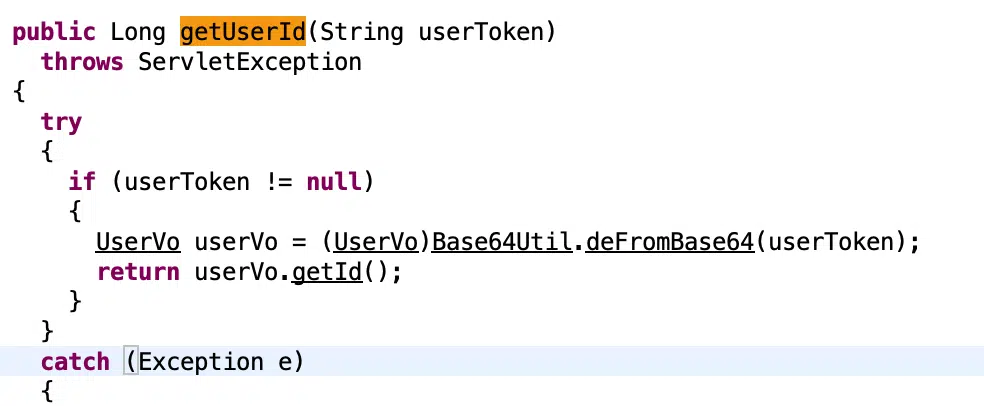 public Long getUserId(String userToken)
throws ServletException
{
try
{
if (userToken != null)
{
UserVo userVo = (UserVo)Base64Util.deFromBase64(userToken);
return userVo.getId();
}
}
catch (Exception e)
{